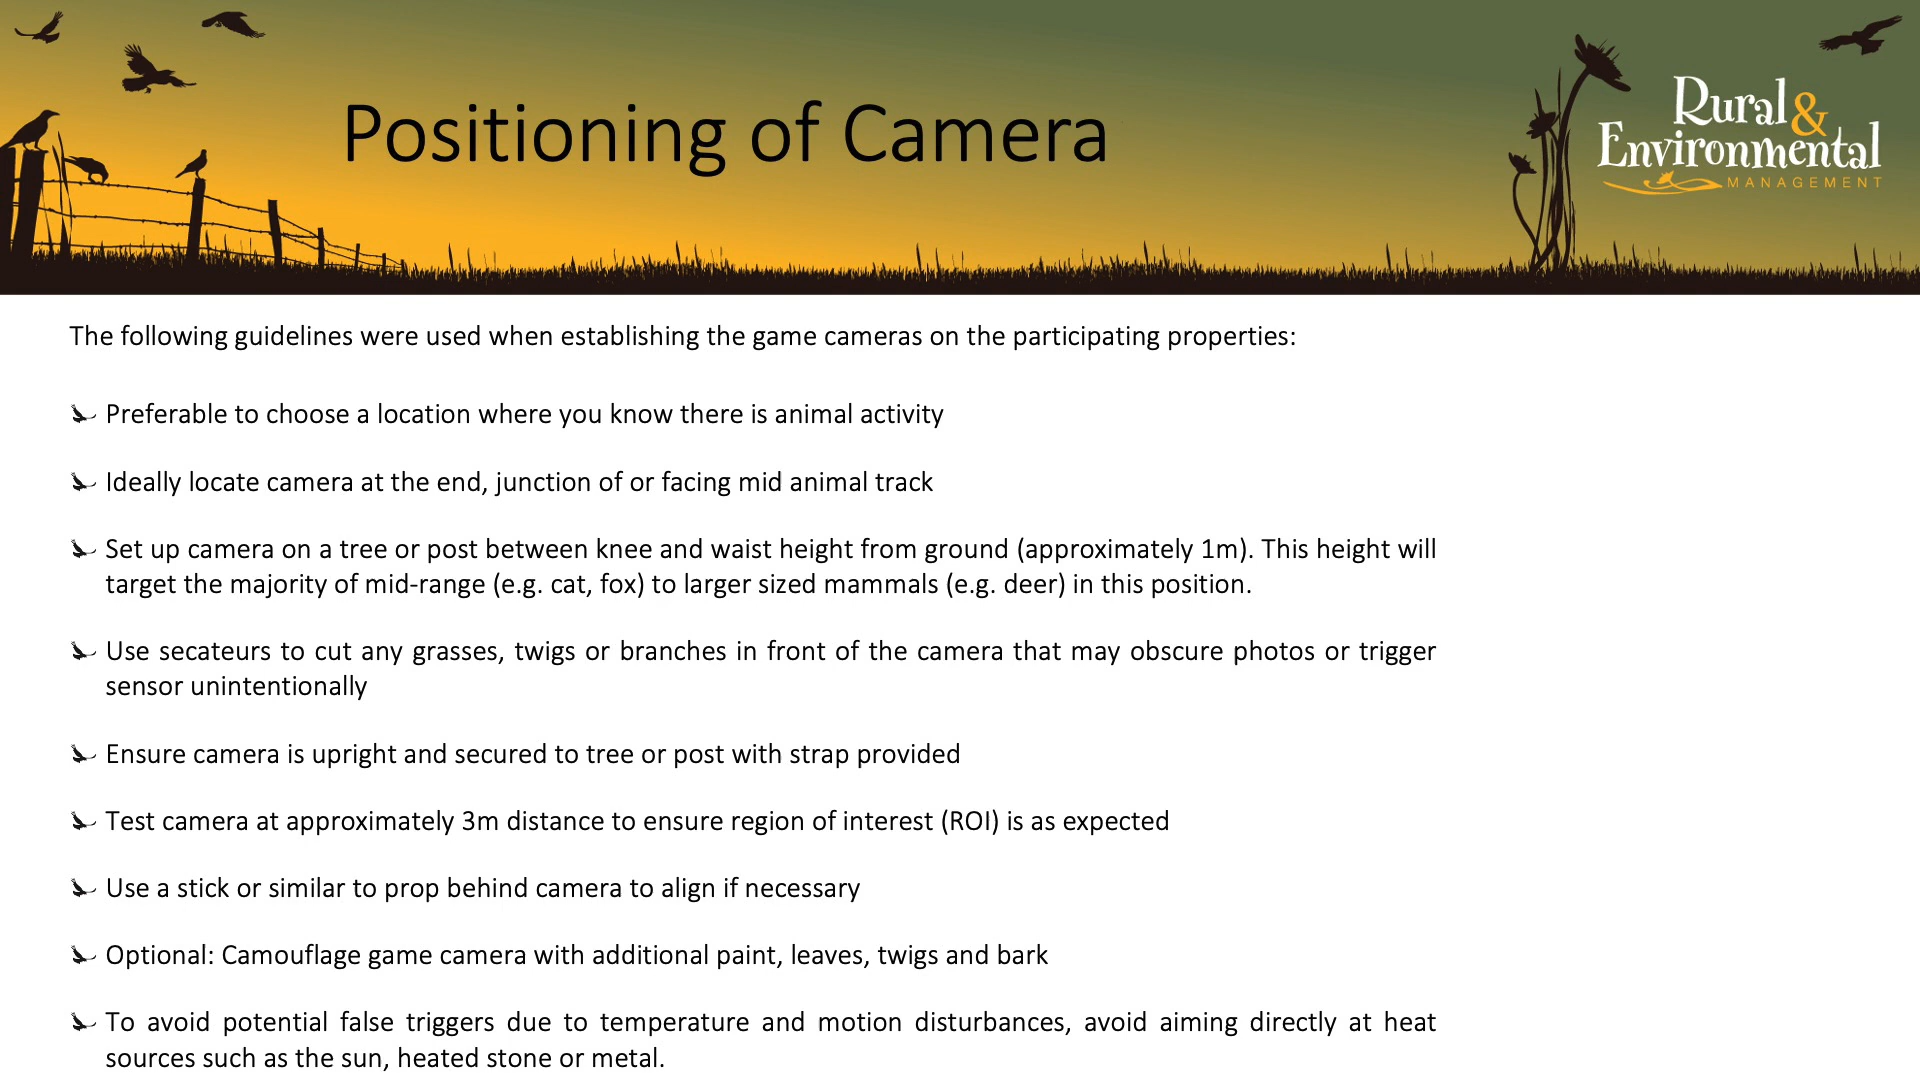 Positioning of Camera
Rural &
Environmental
MANAGEMENT
The following guidelines were used when establishing the game cameras on the participating properties:
Preferable to choose a location where you know there is animal activity
Ideally locate camera at the end, junction of or facing mid animal track
Set up camera on a tree or post between knee and waist height from ground (approximately 1m). This height will
target the majority of mid-range (e.g. cat, fox) to larger sized mammals (e.g. deer) in this position.
Use secateurs to cut any grasses, twigs or branches in front of the camera that may obscure photos or trigger
sensor unintentionally
Ensure camera is upright and secured to tree or post with strap provided
Test camera at approximately 3m distance to ensure region of interest (ROI) is as expected
Use a stick or similar to prop behind camera to align if necessary
Optional: Camouflage game camera with additional paint, leaves, twigs and bark
To avoid potential false triggers due to temperature and motion disturbances, avoid aiming directly at heat
sources such as the sun, heated stone or metal.